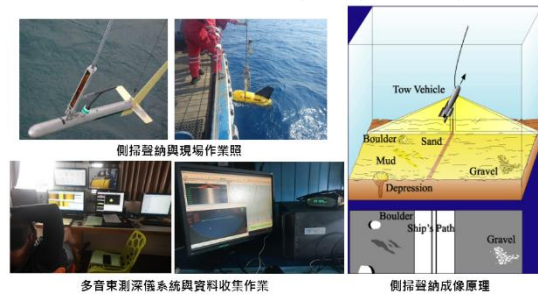 側掃聲納與現場作業照
多音束測深儀系統與資料收集作業
Tow Vehicle
Boulder
Sand
Mud
Gravel
Depression
Boulder
Ship's Path
Gravel
側掃聲納成像原理